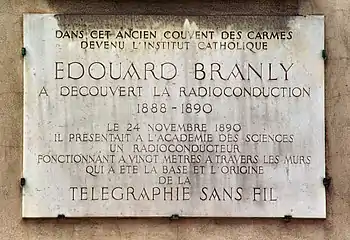 DANS CET ANCIEN COUVENT DES CARMES
DEVENU L'INSTITUT CATHOLIQUE
EDOUARD BRANLY
A DECOUVERT LA RADIOCONDUCTION
1888-1890
LE 24 NOVEMBRE 1890
IL PRESENTAIT A L'ACADEMIE DES SCIENCES
UN RADIOCONDUCTEUR
FONCTIONNANT A VINGT METRES A TRAVERS LES MURS
QUI A ETE LA BASE ET L'ORIGINE
DE LA
TELEGRAPHIE SANS FIL